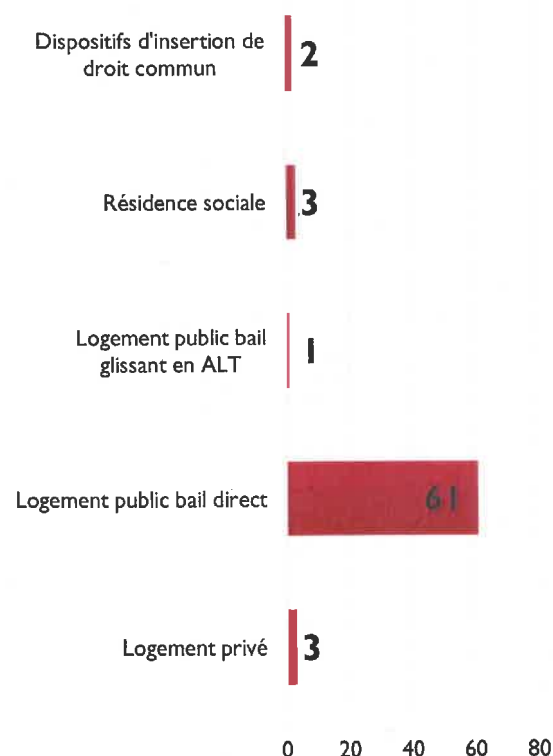 Dispositifs d'insertion de
droit commun
2
Résidence sociale
3
Logement public bail
glissant en ALT
1
Logement public bail direct
61
Logement privé
3
0 20 40 60 80